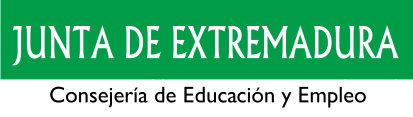 JUNTA DE EXTREMADURA
Consejería de Educación y Empleo